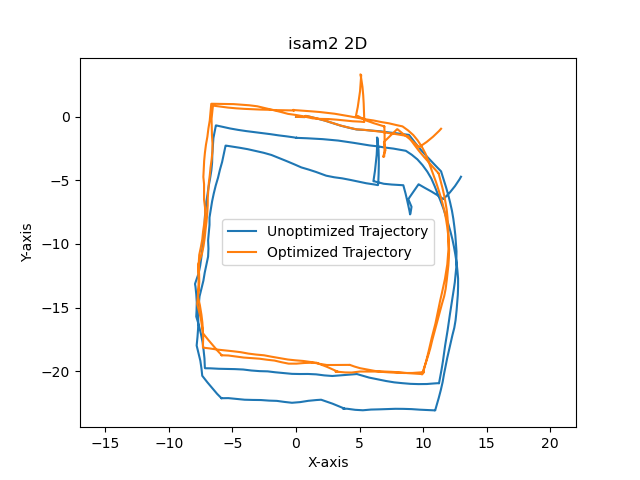 isam2 2D
0
−5
−10
−15
−20
Y-axis
Unoptimized Trajectory
Optimized Trajectory
−15 −10 −5 0 5 10 15 20
X-axis